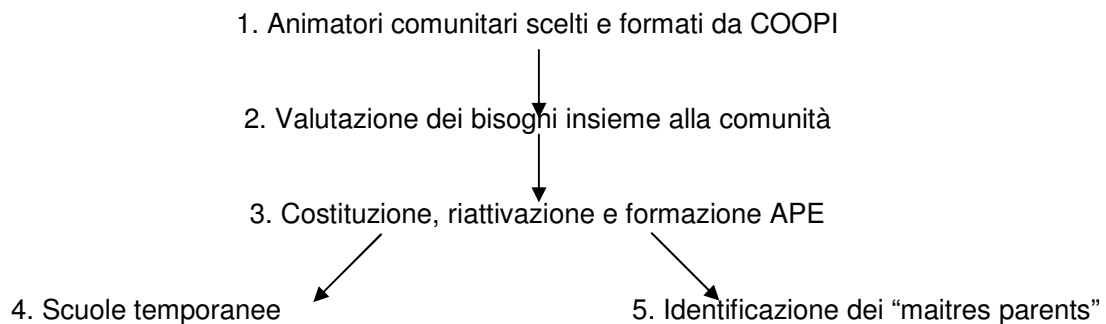 1. Animatori comunitari scelti e formati da COOPI
2. Valutazione dei bisogni insieme alla comunità
3. Costituzione, riattivazione e formazione APE
4. Scuole temporanee
5. Identificazione dei “maitres parents”